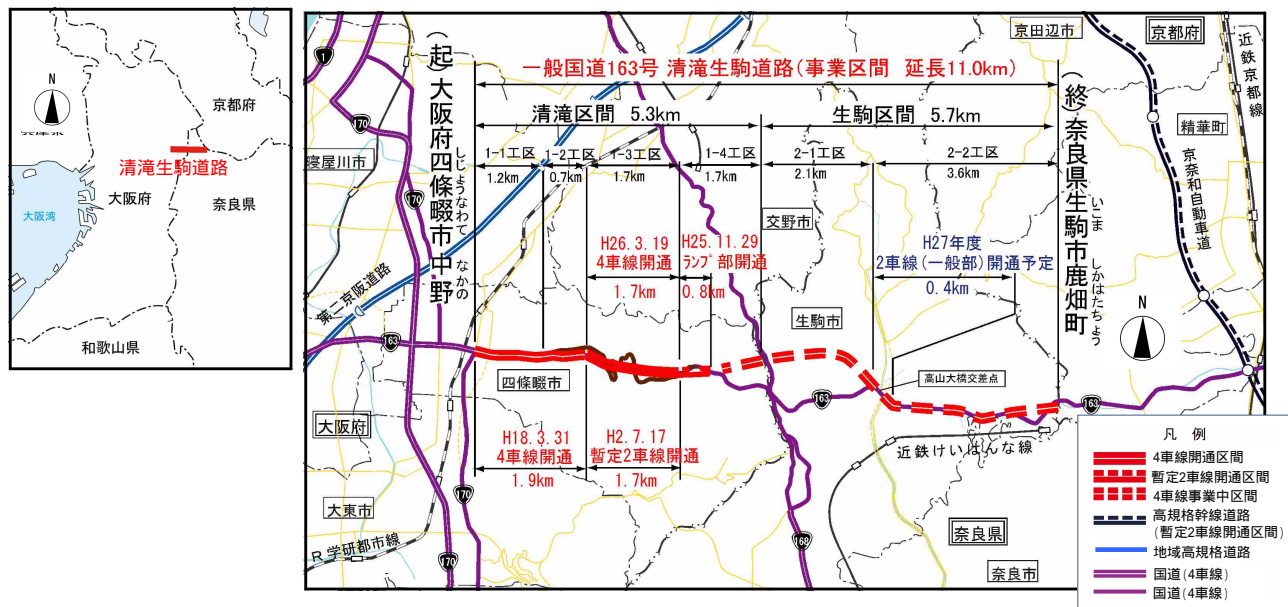 N
京都府
清滝生駒道路
大阪府
奈良県
大阪湾
和歌山県
一般国道163号 清滝生駒道路(事業区間 延長11.0km)
清滝区間 5.3km
生駒区間 5.7km
1-1工区
1.2km
1-2工区
0.7km
1-3工区
1.7km
1-4工区
1.7km
2-1工区
2.1km
2-2工区
3.6km
(起)大阪府四條畷市中野
しじょうなわて
なかの
(終)奈良県生駒市鹿畑町
いこま
しかはたちょう
H26.3.19
4車線開通
1.7km
H25.11.29
ランプ部開通
0.8km
H27年度
2車線(一般部)開通予定
0.4km
H18.3.31
4車線開通
1.9km
H2.7.17
暫定2車線開通
1.7km
1
170
170
170
170
163
163
163
168
寝屋川市
第二京阪道路
交野市
京田辺市
京都府
近鉄京都線
精華町
京奈和自動車道
N
生駒市
四條畷市
高山大橋交差点
大阪府
大東市
R学研都市線
近鉄けいはんな線
奈良県
奈良市
凡 例
4車線開通区間
暫定2車線開通区間
4車線事業中区間
高規格幹線道路
(暫定2車線開通区間)
地域高規格道路
国道(4車線)
国道(4車線)